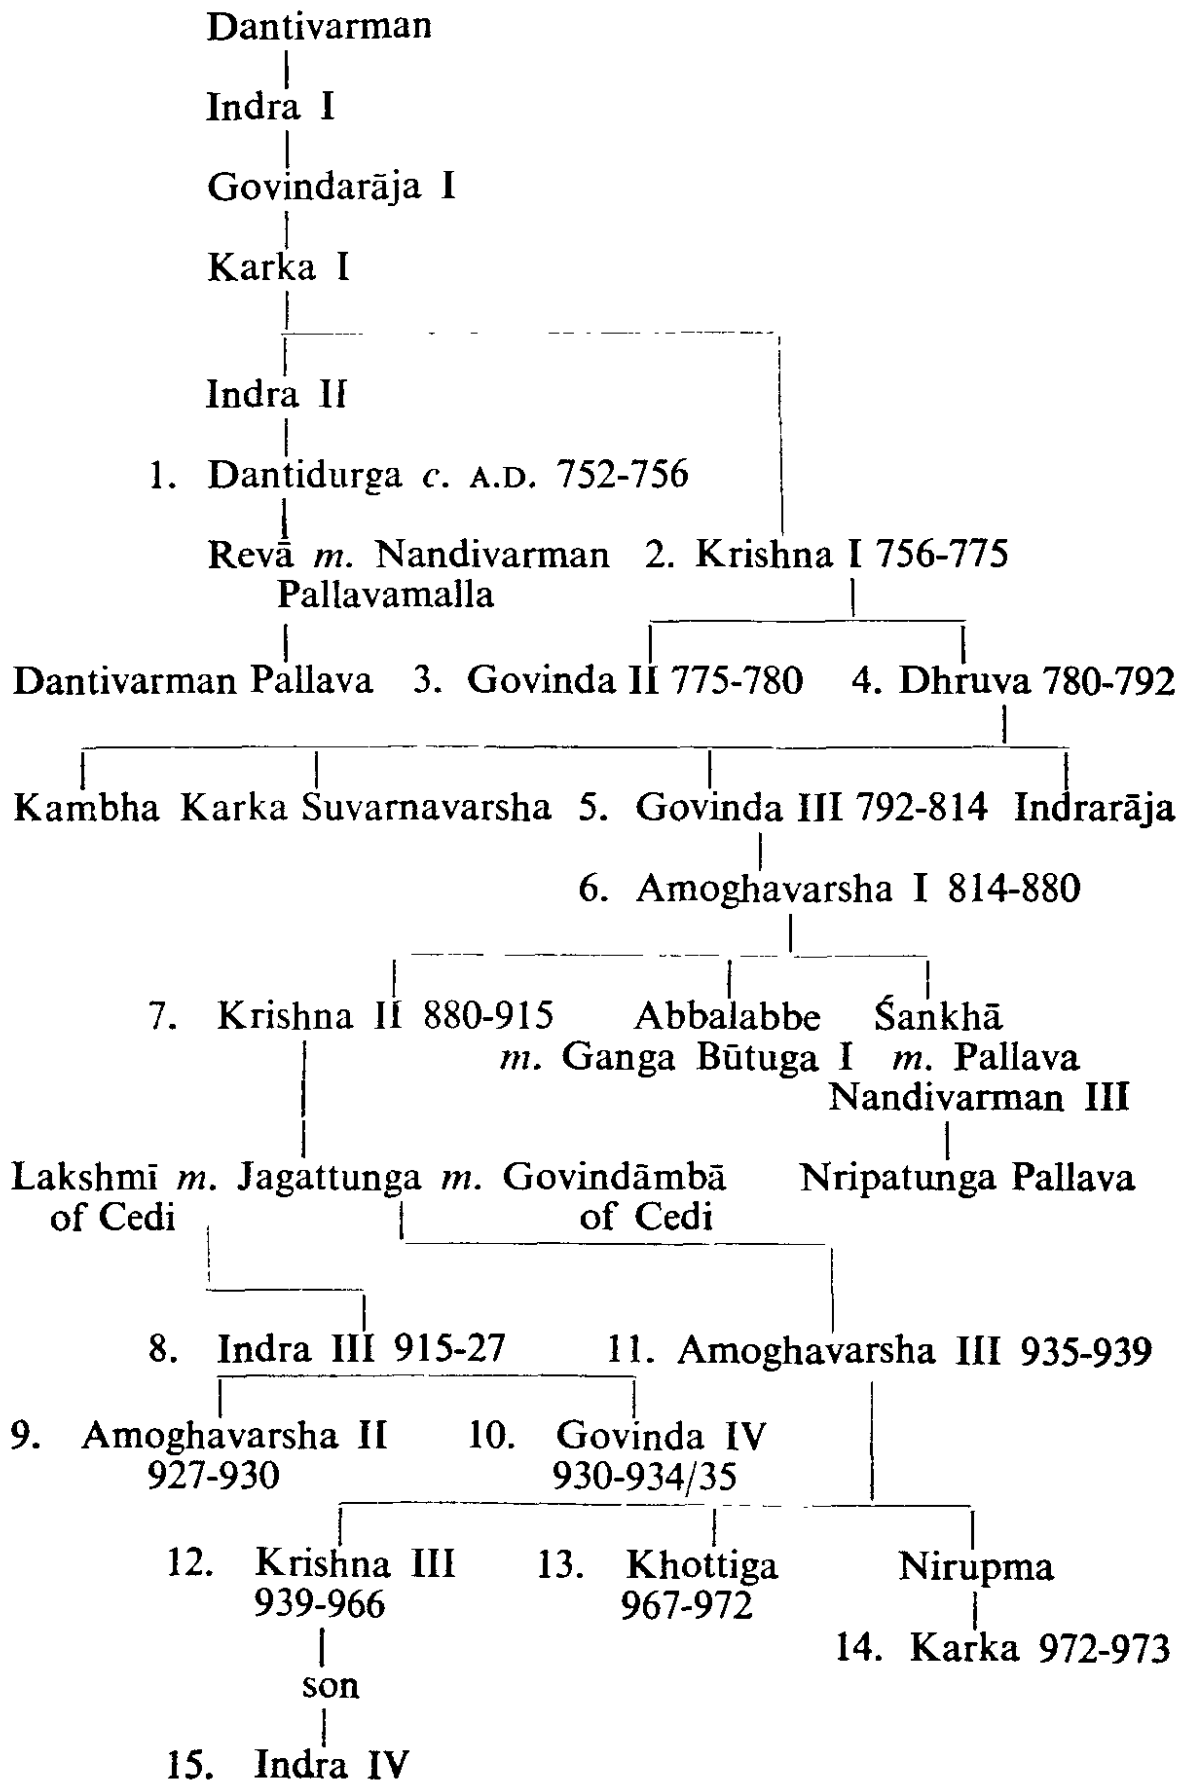 Dantivarman
Indra I
Govindarāja I
Karka I
Indra II
1. Dantidurga c. A.D. 752-756
Revā m. Nandivarman 2. Krishna I 756-775
Pallavamalla
Dantivarman Pallava 3. Govinda II 775-780 4. Dhruva 780-792
Kambha Karka Suvarnavarsha 5. Govinda III 792-814 Indrarāja
6. Amoghavarsha I 814-880
7. Krishna II 880-915 Abbalabbe Śankhā
m. Ganga Būtuga I m. Pallava
Nandivarman III
Lakshmī m. Jagattunga m. Govindāmbā Nripatunga Pallava
of Cedi of Cedi
8. Indra III 915-27 11. Amoghavarsha III 935-939
9. Amoghavarsha II 10. Govinda IV
927-930 930-934/35
12. Krishna III 13. Khottiga Nirupma
939-966 967-972
14. Karka 972-973
son
15. Indra IV